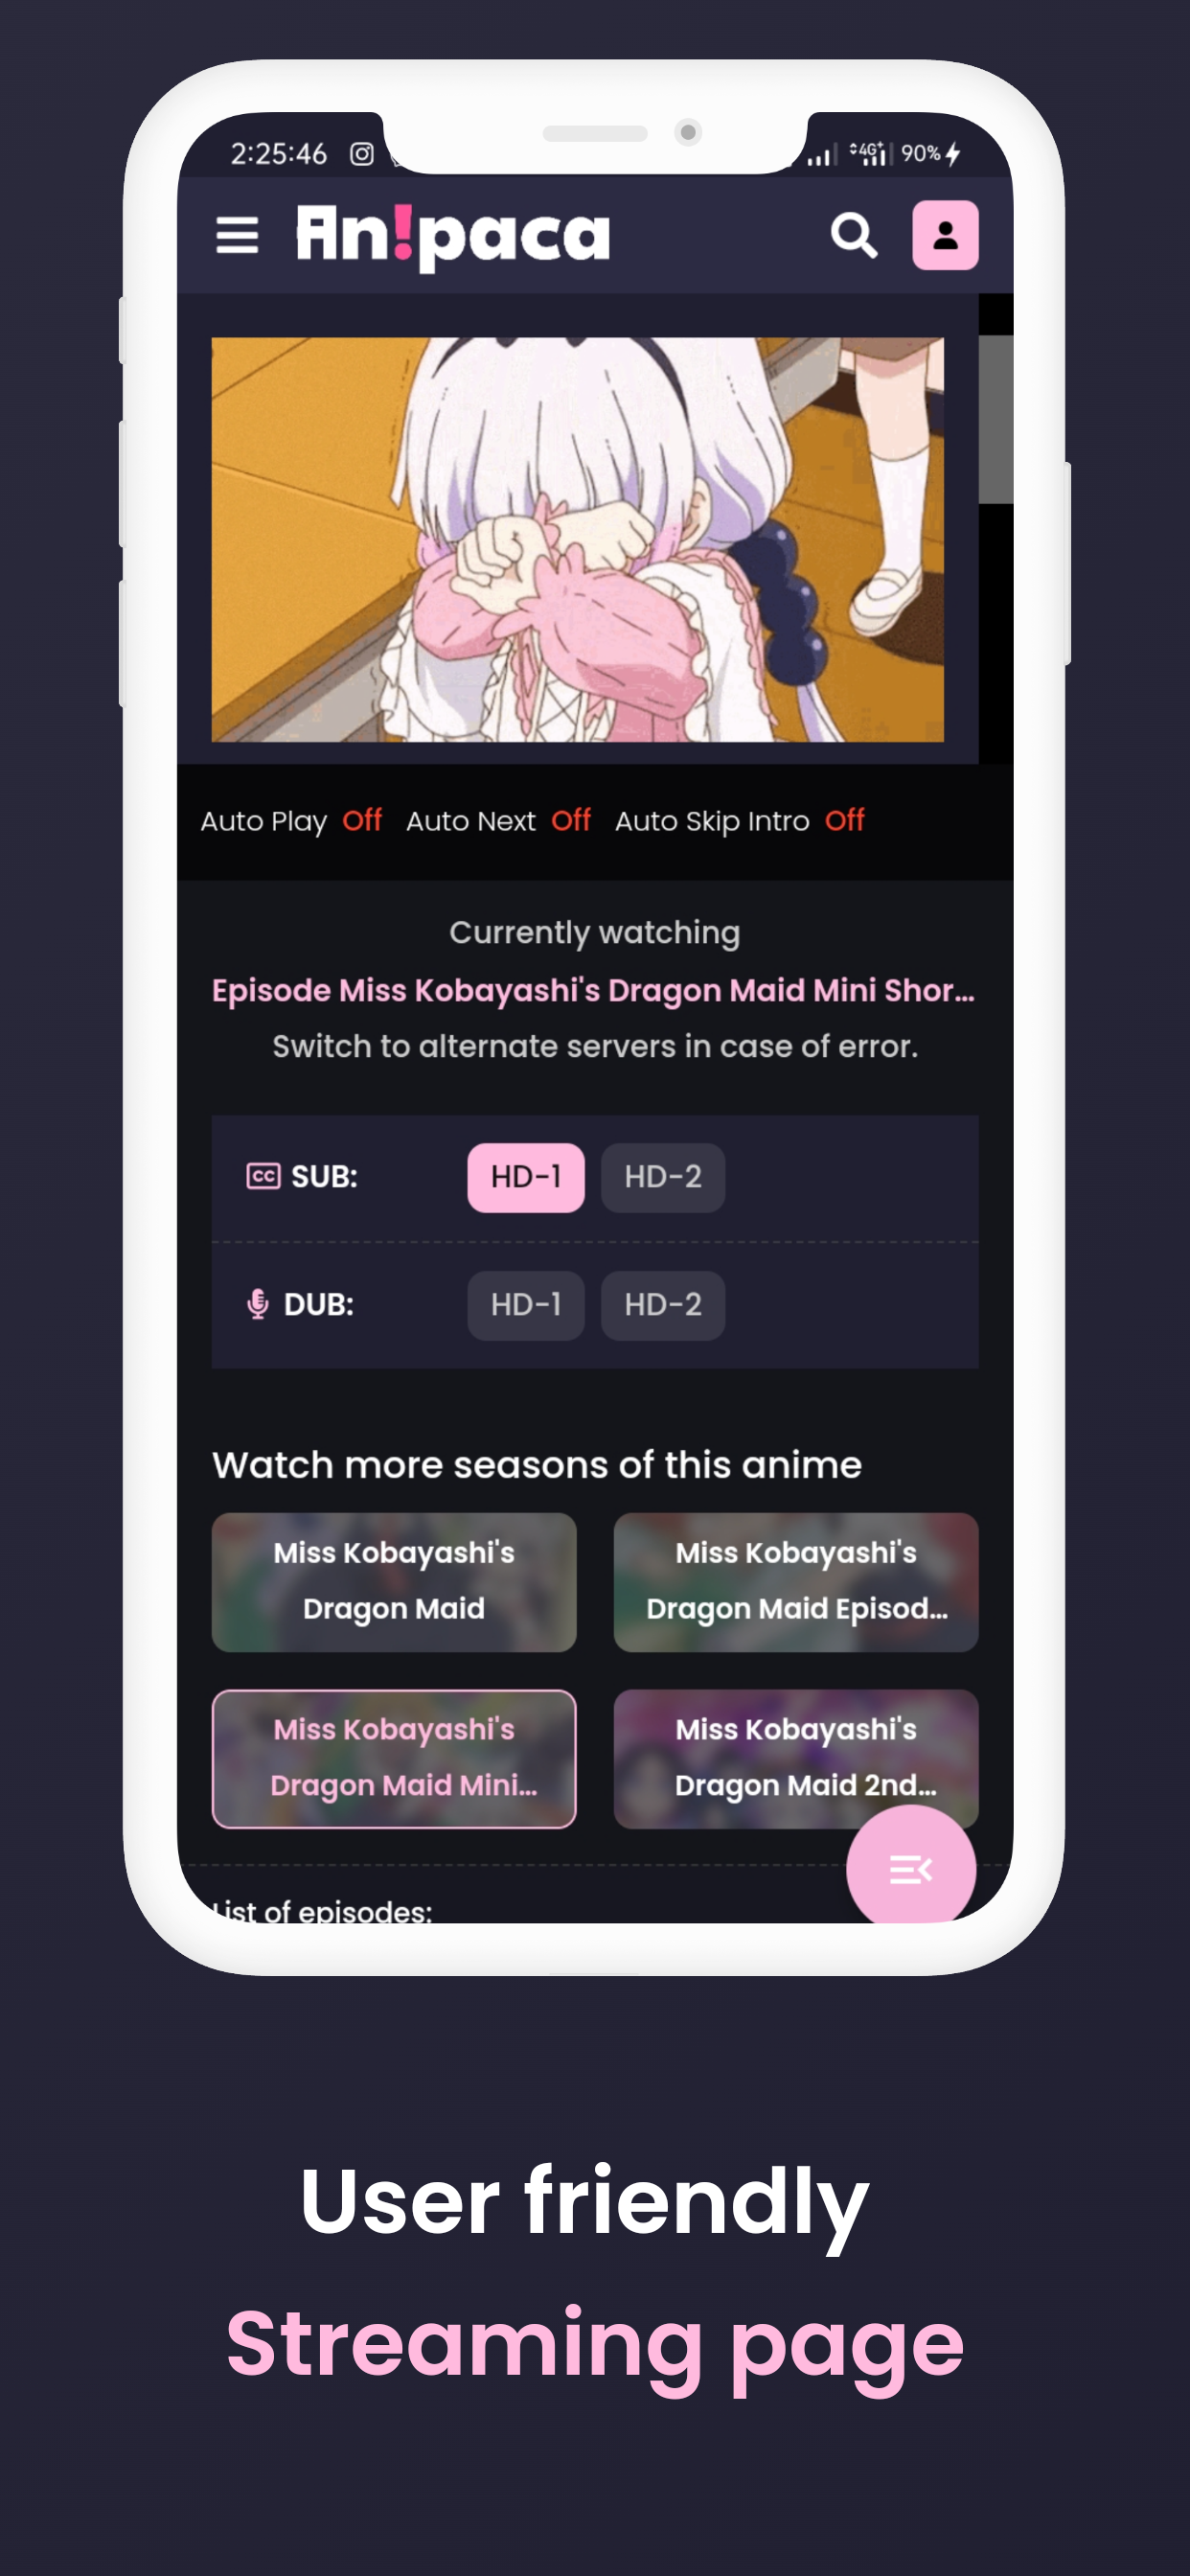 2:25:46
4G+
90%
An!paca
Auto Play Off Auto Next Off Auto Skip Intro Off
Currently watching
Episode Miss Kobayashi's Dragon Maid Mini Shor...
Switch to alternate servers in case of error.
CC SUB: HD-1 HD-2
DUB: HD-1 HD-2
Watch more seasons of this anime
Miss Kobayashi's
Dragon Maid
Miss Kobayashi's
Dragon Maid Episod...
Miss Kobayashi's
Dragon Maid Mini...
Miss Kobayashi's
Dragon Maid 2nd...
List of episodes:
User friendly
Streaming page